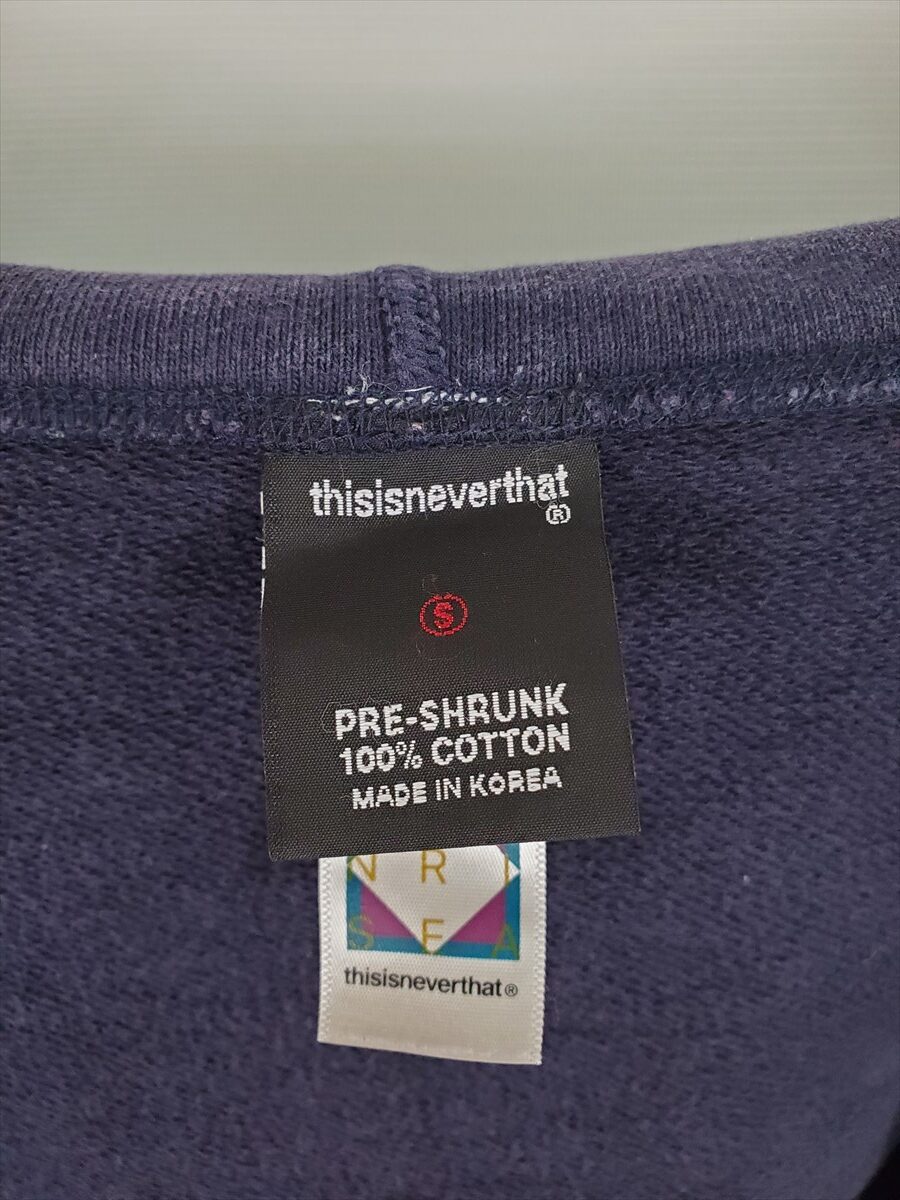 thisisneverthat
®
S
PRE-SHRUNK
100% COTTON
MADE IN KOREA
N R I
S E A
thisisneverthat®